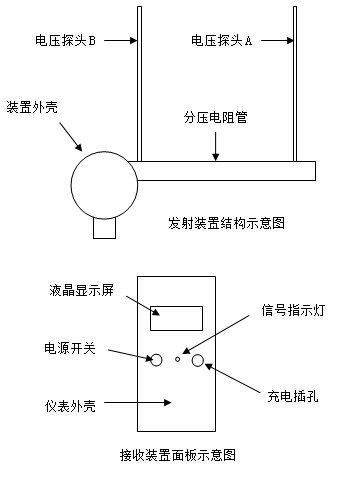 电压探头B
电压探头A
装置外壳
分压电阻管
发射装置结构示意图
液晶显示屏
信号指示灯
电源开关
充电插孔
仪表外壳
接收装置面板示意图